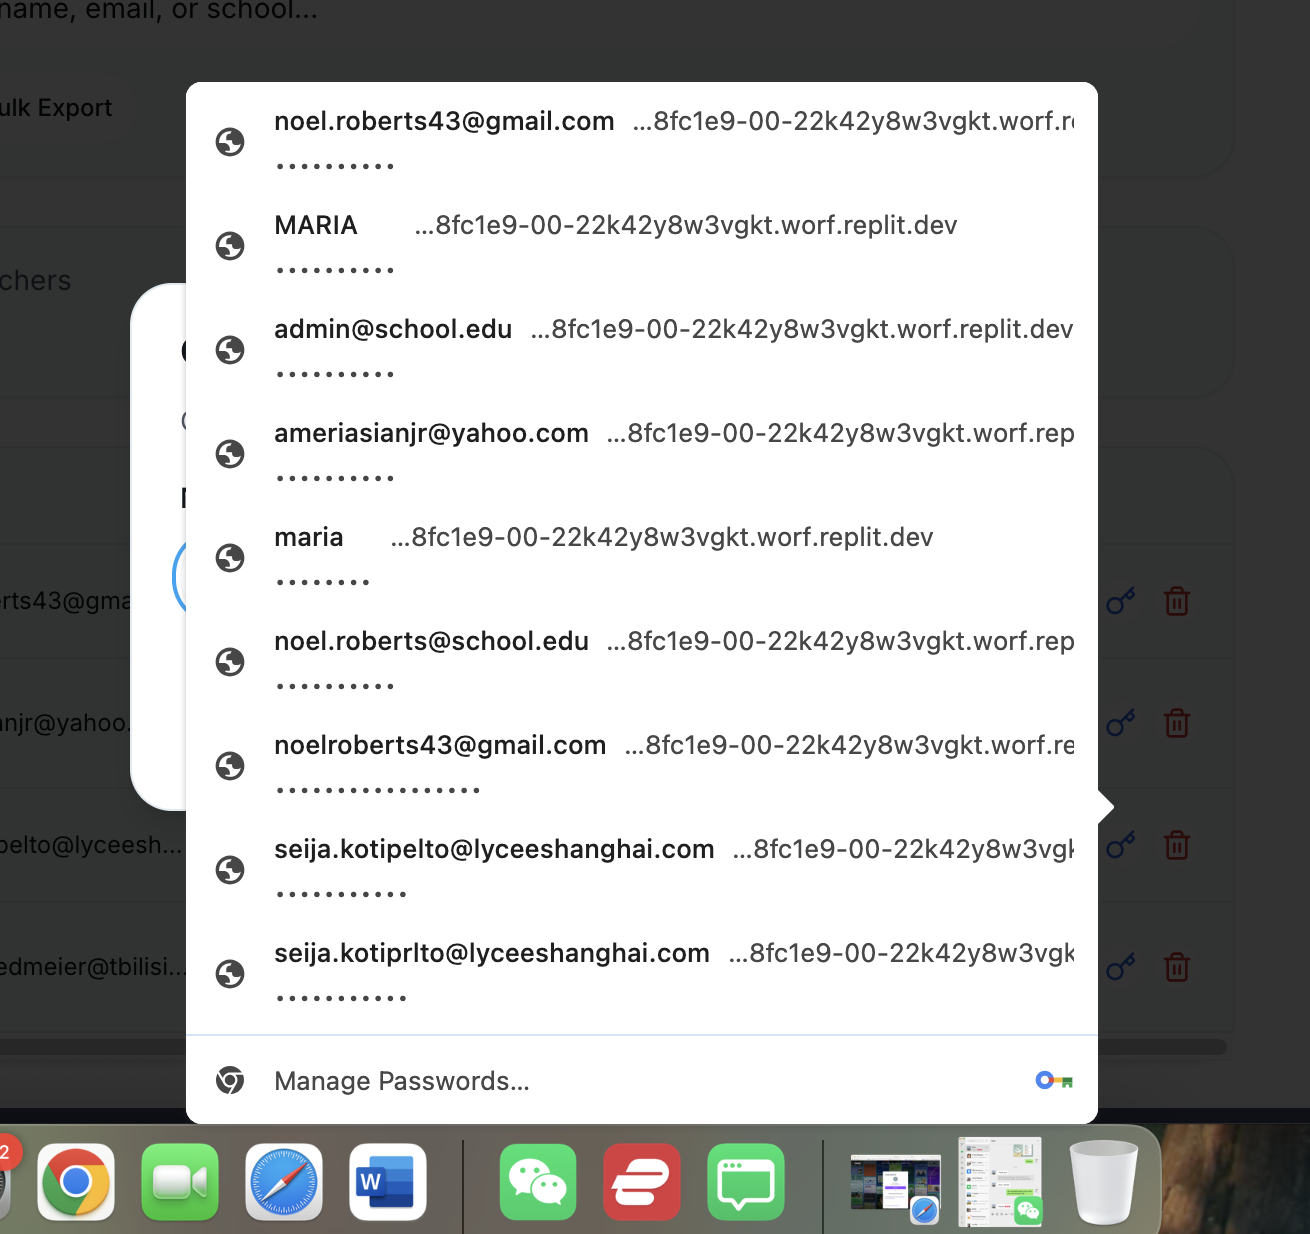 name, email, or school...
ulk Export
noel.roberts43@gmail.com ...8fc1e9-00-22k42y8w3vgkt.worf.r
••••••••••
MARIA ...8fc1e9-00-22k42y8w3vgkt.worf.replit.dev
••••••••••
chers
admin@school.edu ...8fc1e9-00-22k42y8w3vgkt.worf.replit.dev
••••••••••
ameriasianjr@yahoo.com ...8fc1e9-00-22k42y8w3vgkt.worf.rep
••••••••••
maria ...8fc1e9-00-22k42y8w3vgkt.worf.replit.dev
••••••••
erts43@gma
noel.roberts@school.edu ...8fc1e9-00-22k42y8w3vgkt.worf.rep
••••••••••
anjr@yahoo.
noelroberts43@gmail.com ...8fc1e9-00-22k42y8w3vgkt.worf.re
•••••••••••••••••
pelto@lyceesh...
seija.kotipelto@lyceeshanghai.com ...8fc1e9-00-22k42y8w3vgk
•••••••••••
edmeier@tbilisi...
seija.kotiprlto@lyceeshanghai.com ...8fc1e9-00-22k42y8w3vgk
•••••••••••
Manage Passwords...
2
W